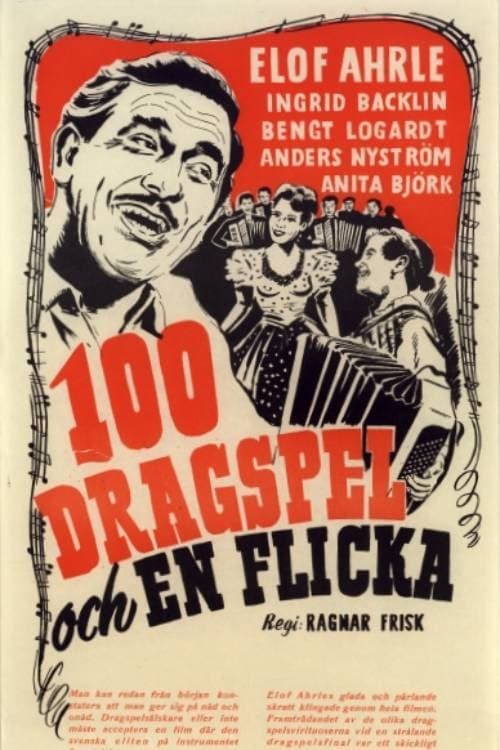 ELOF AHRLE
INGRID BACKLIN
BENGT LOGARDT
ANDERS NYSTRÖM
ANITA BJÖRK
100
DRAGSPEL
och EN FLICKA
Regi: RAGNAR FRISK
Man kan redan från början kon-
statera att man ger sig på nåd och
onåd. Dragspelsälskare eller inte
måste acceptera en film där den
svenska eliten på instrumentet
Elof Ahrles glada och pärlande
skratt klingade genom hela filmen.
Framträdandet av de olika drag-
spelsvirtuoserna vid en strålande
dragspelsfinal var ett skickligt